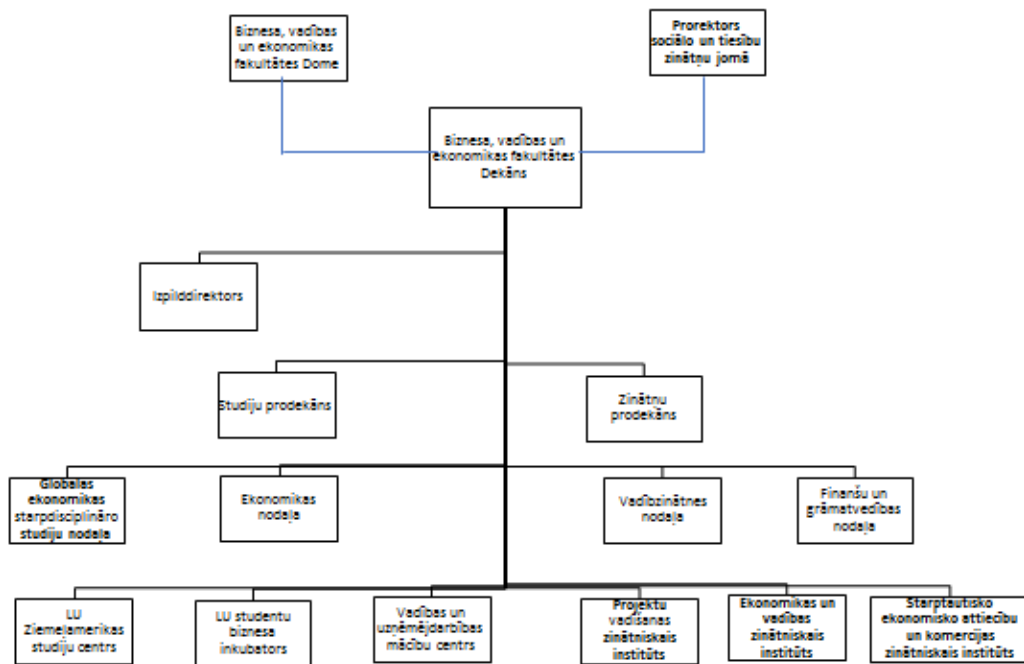 Biznesa, vadības
un ekonomikas
fakultātes Dome
Prorektors
sociālo un tiesību
zinātņu jomā
Biznesa, vadības un
ekonomikas fakultātes
Dekāns
Izpilddirektors
Studiju prodekāns
Zinātņu
prodekāns
Globālās
ekonomikas
starpdisciplināro
studiju nodaļa
Ekonomikas
nodaļa
Vadībzinātnes
nodaļa
Finanšu un
grāmatvedības
nodaļa
LU
Ziemeļamerikas
studiju centrs
LU studentu
biznesa
inkubators
Vadības un
uzņēmējdarbības
mācību centrs
Projektu
vadīšanas
zinātniskais
institūts
Ekonomikas un
vadības
zinātniskais
institūts
Starptautisko
ekonomisko attiecību
un komercijas
zinātniskais institūts